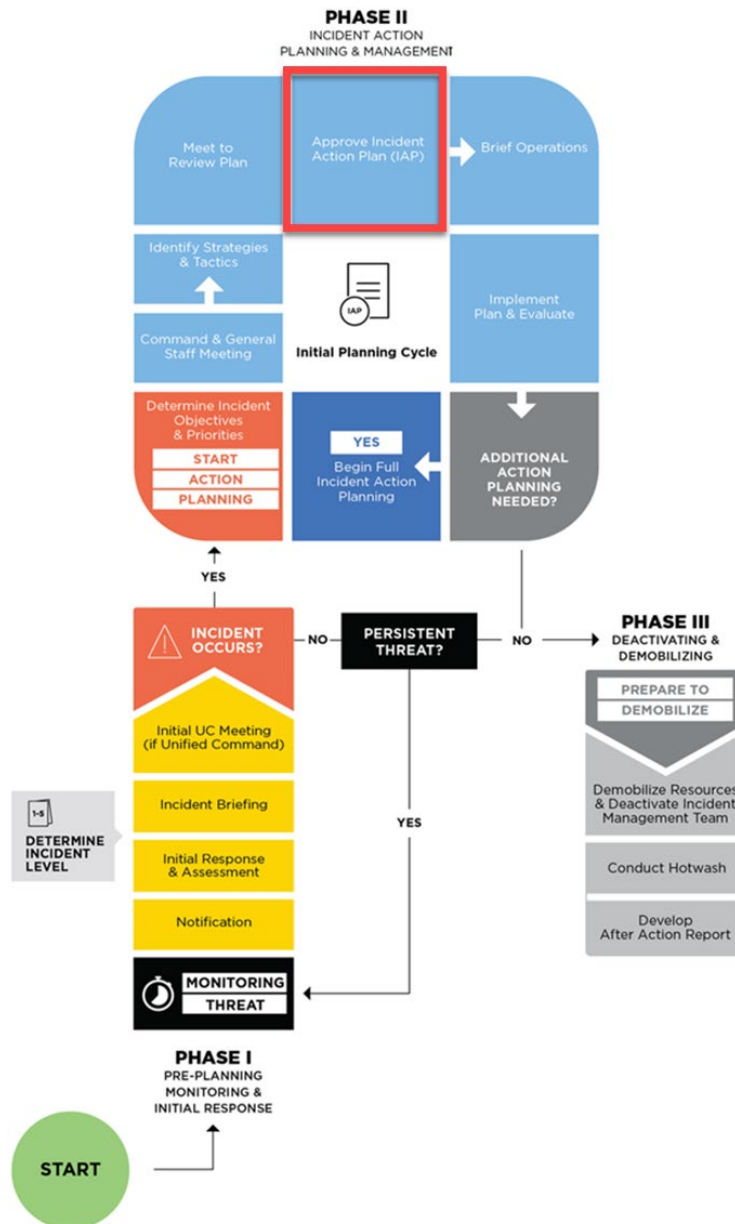 PHASE II
INCIDENT ACTION
PLANNING & MANAGEMENT
Meet to
Review Plan
Approve Incident
Action Plan (IAP)
Brief Operations
Identify Strategies
& Tactics
Command & General
Staff Meeting
IAP
Initial Planning Cycle
Implement
Plan & Evaluate
Determine Incident
Objectives
& Priorities
START
ACTION
PLANNING
YES
Begin Full
Incident Action
Planning
ADDITIONAL
ACTION
PLANNING
NEEDED?
YES
INCIDENT
OCCURS?
NO
PERSISTENT
THREAT?
NO
PHASE III
DEACTIVATING &
DEMOBILIZING
PREPARE TO
DEMOBILIZE
Initial UC Meeting
(if Unified Command)
Incident Briefing
1-5
DETERMINE
INCIDENT
LEVEL
Initial Response
& Assessment
Notification
YES
Demobilize Resources
& Deactivate Incident
Management Team
Conduct Hotwash
Develop
After Action Report
MONITORING
THREAT
PHASE I
PRE-PLANNING
MONITORING &
INITIAL RESPONSE
START